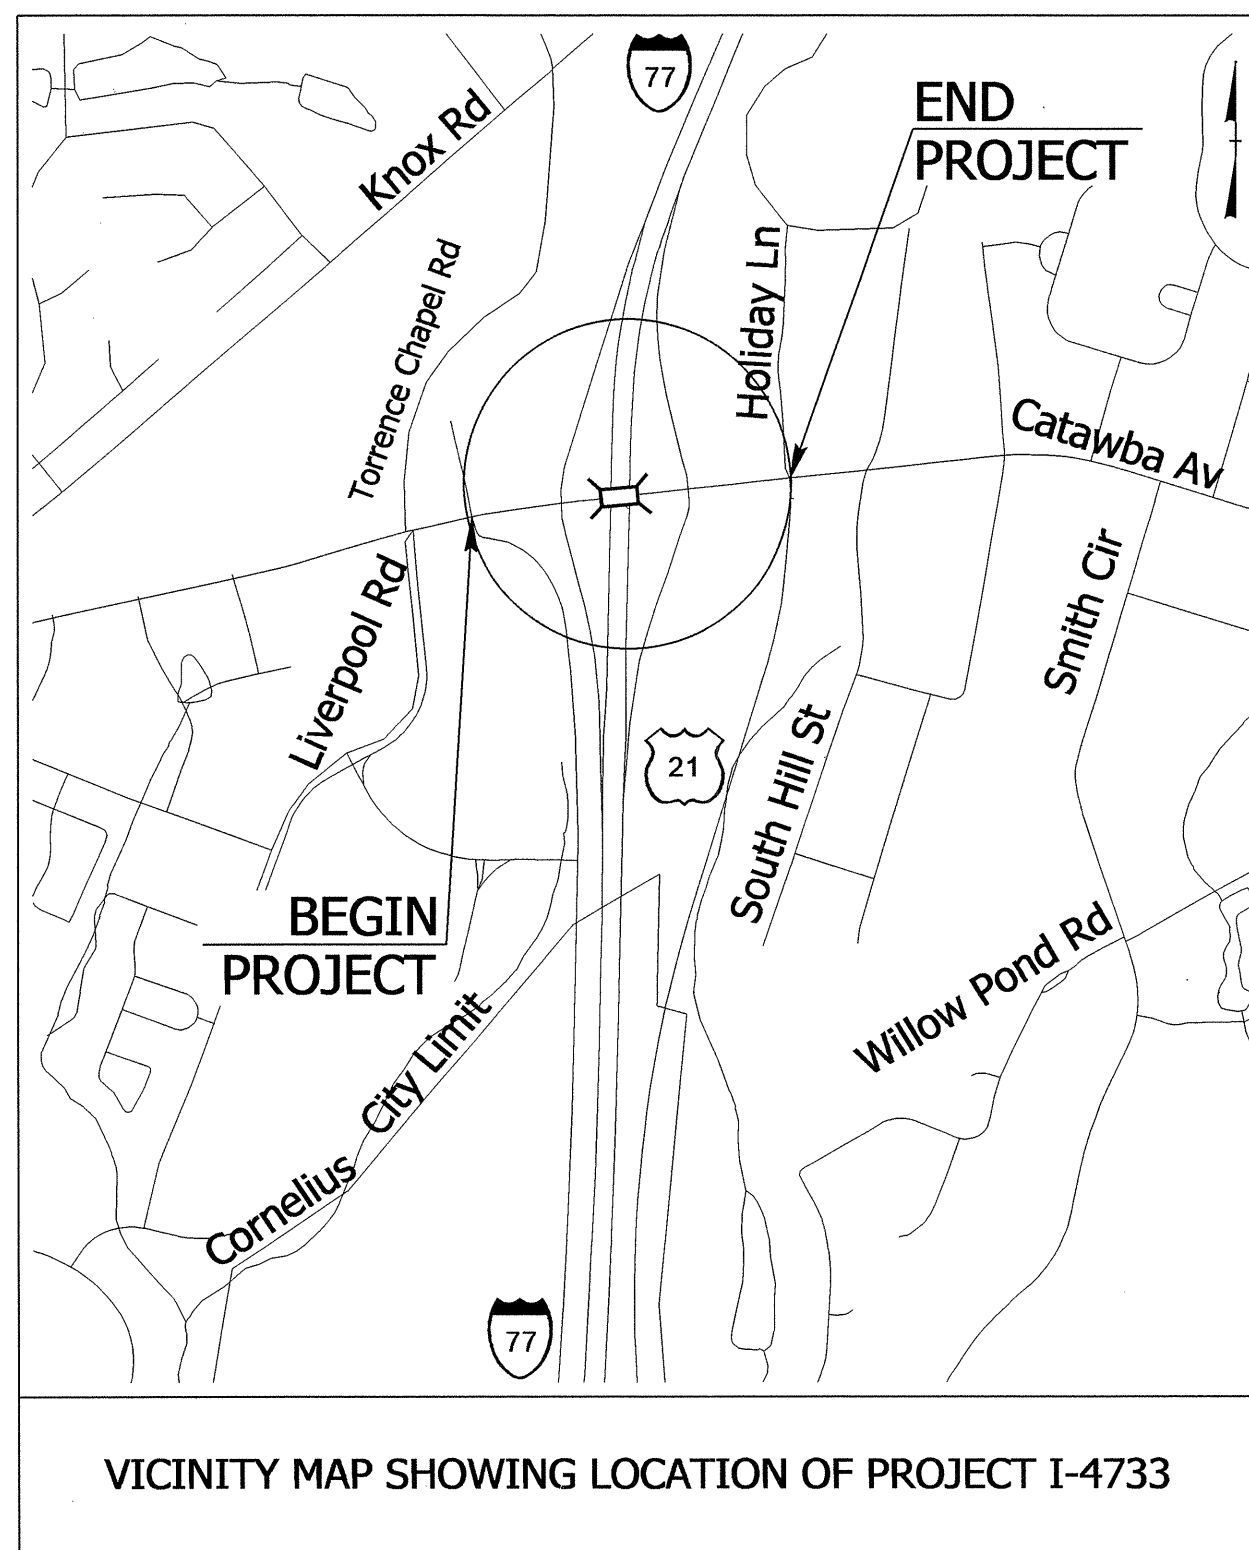 77
END
PROJECT
Knox Rd
Torrence Chapel Rd
Holiday Ln
Catawba Av
Liverpool Rd
Smith Cir
21
South Hill St
BEGIN
PROJECT
Willow Pond Rd
Cornelius City Limit
77
VICINITY MAP SHOWING LOCATION OF PROJECT I-4733